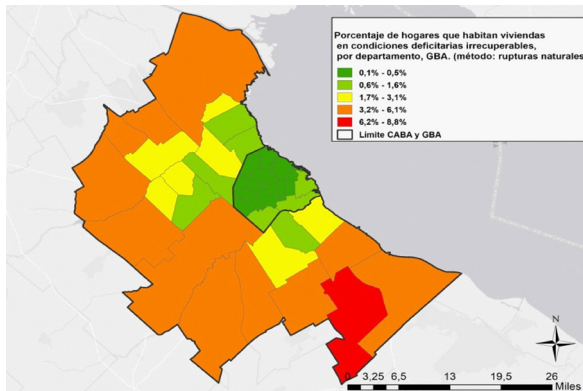 Porcentaje de hogares que habitan viviendas
en condiciones deficitarias irrecuperables,
por departamento, GBA. (método: rupturas naturales
0,1% - 0,5%
0,6% - 1,6%
1,7% - 3,1%
3,2% - 6,1%
6,2% - 8,8%
Límite CABA y GBA
N
0 3,25 6,5 13 19,5 26
Miles